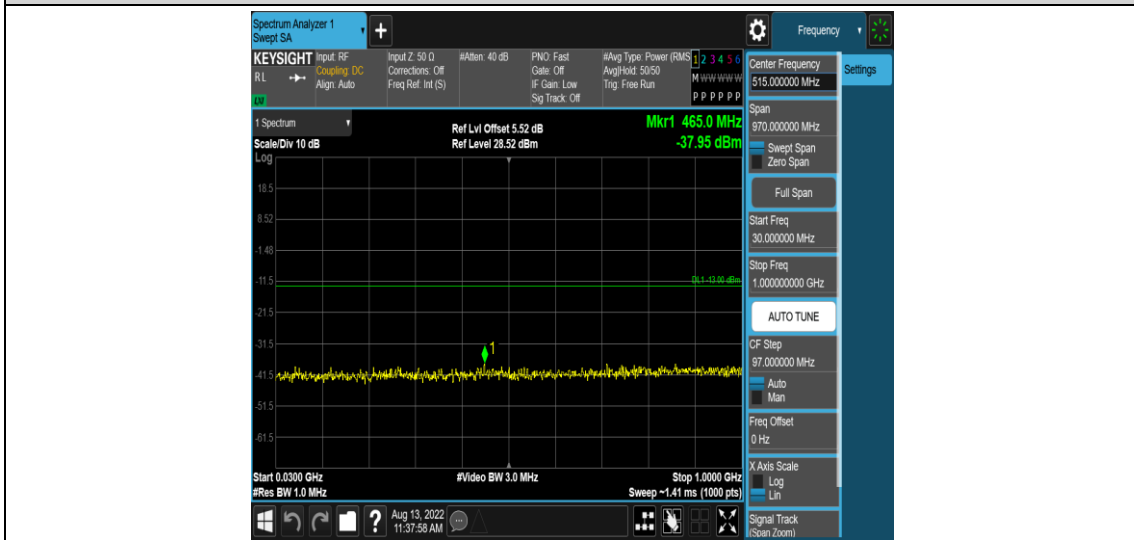 Spectrum Analyzer 1
Swept SA
+
Frequency
KEYSIGHT
RL
LXI
Input: RF
Coupling: DC
Align: Auto
Input Z: 50 Ω
Corrections: Off
Freq Ref: Int (S)
#Atten: 40 dB
PNO: Fast
Gate: Off
IF Gain: Low
Sig Track: Off
#Avg Type: Power (RMS
Avg|Hold: 50/50
Trig: Free Run
1 2 3 4 5 6
M W W W W W
P P P P P P
1 Spectrum
Scale/Div 10 dB
Log
Ref Lvl Offset 5.52 dB
Ref Level 28.52 dBm
Mkr1 465.0 MHz
-37.95 dBm
18.5
8.52
-1.48
-11.5
DL1 -13.00 dBm
-21.5
-31.5
1
-41.5
-51.5
-61.5
Start 0.0300 GHz
#Res BW 1.0 MHz
#Video BW 3.0 MHz
Stop 1.0000 GHz
Sweep ~1.41 ms (1000 pts)
?
Aug 13, 2022
11:37:58 AM
Center Frequency
515.000000 MHz
Settings
Span
970.000000 MHz
Swept Span
Zero Span
Full Span
Start Freq
30.000000 MHz
Stop Freq
1.000000000 GHz
AUTO TUNE
CF Step
97.000000 MHz
Auto
Man
Freq Offset
0 Hz
X Axis Scale
Log
Lin
Signal Track
(Span Zoom)